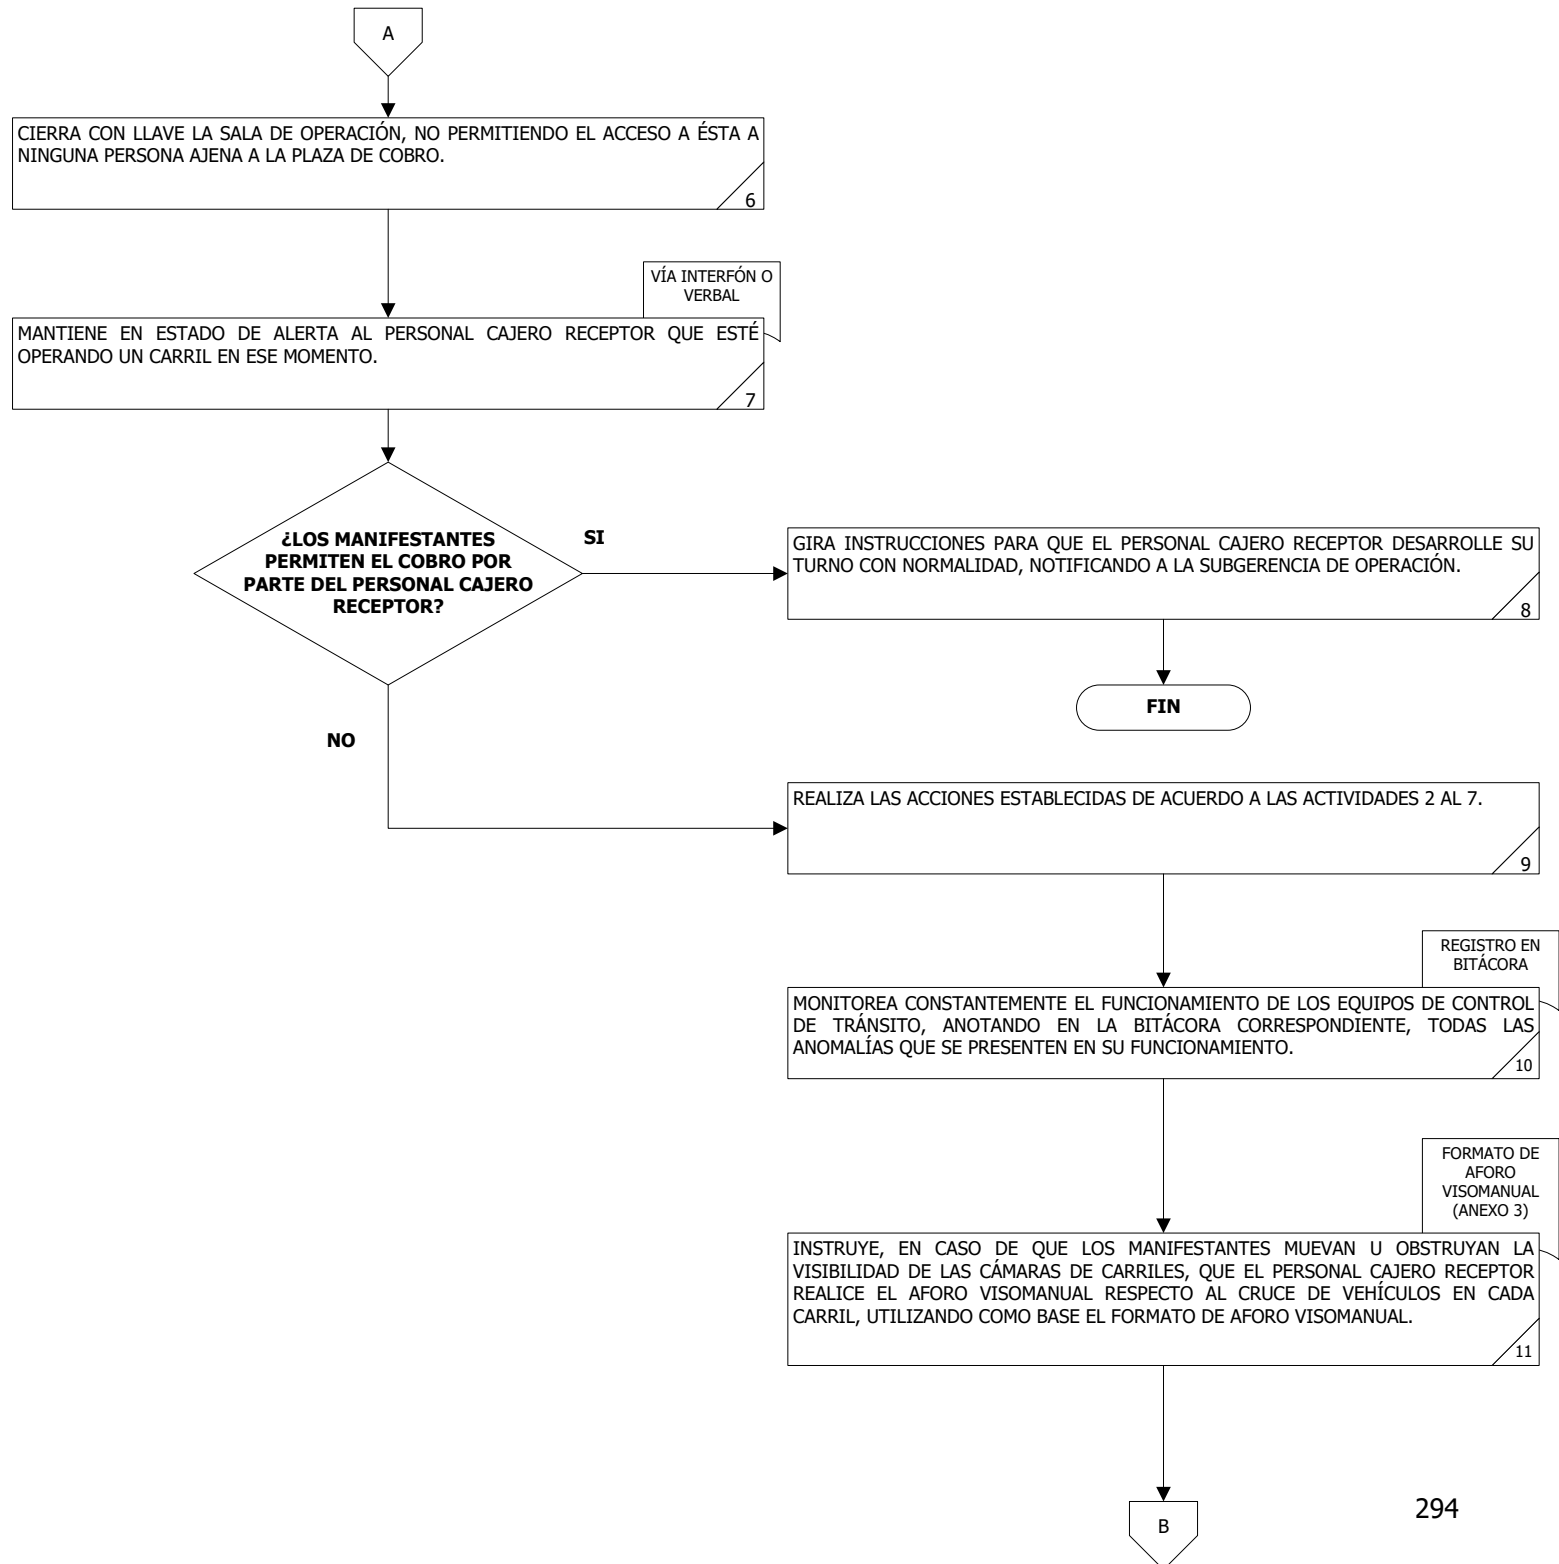 A
CIERRA CON LLAVE LA SALA DE OPERACIÓN, NO PERMITIENDO EL ACCESO A ÉSTA A
NINGUNA PERSONA AJENA A LA PLAZA DE COBRO.
6
VÍA INTERFÓN O
VERBAL
MANTIENE EN ESTADO DE ALERTA AL PERSONAL CAJERO RECEPTOR QUE ESTÉ
OPERANDO UN CARRIL EN ESE MOMENTO.
7
¿LOS MANIFESTANTES
PERMITEN EL COBRO POR
PARTE DEL PERSONAL CAJERO
RECEPTOR?
SI
GIRA INSTRUCCIONES PARA QUE EL PERSONAL CAJERO RECEPTOR DESARROLLE SU
TURNO CON NORMALIDAD, NOTIFICANDO A LA SUBGERENCIA DE OPERACIÓN.
8
FIN
NO
REALIZA LAS ACCIONES ESTABLECIDAS DE ACUERDO A LAS ACTIVIDADES 2 AL 7.
9
REGISTRO EN
BITÁCORA
MONITOREA CONSTANTEMENTE EL FUNCIONAMIENTO DE LOS EQUIPOS DE CONTROL
DE TRÁNSITO, ANOTANDO EN LA BITÁCORA CORRESPONDIENTE, TODAS LAS
ANOMALÍAS QUE SE PRESENTEN EN SU FUNCIONAMIENTO.
10
FORMATO DE
AFORO
VISOMANUAL
(ANEXO 3)
INSTRUYE, EN CASO DE QUE LOS MANIFESTANTES MUEVAN U OBSTRUYAN LA
VISIBILIDAD DE LAS CÁMARAS DE CARRILES, QUE EL PERSONAL CAJERO RECEPTOR
REALICE EL AFORO VISOMANUAL RESPECTO AL CRUCE DE VEHÍCULOS EN CADA
CARRIL, UTILIZANDO COMO BASE EL FORMATO DE AFORO VISOMANUAL.
11
B
294